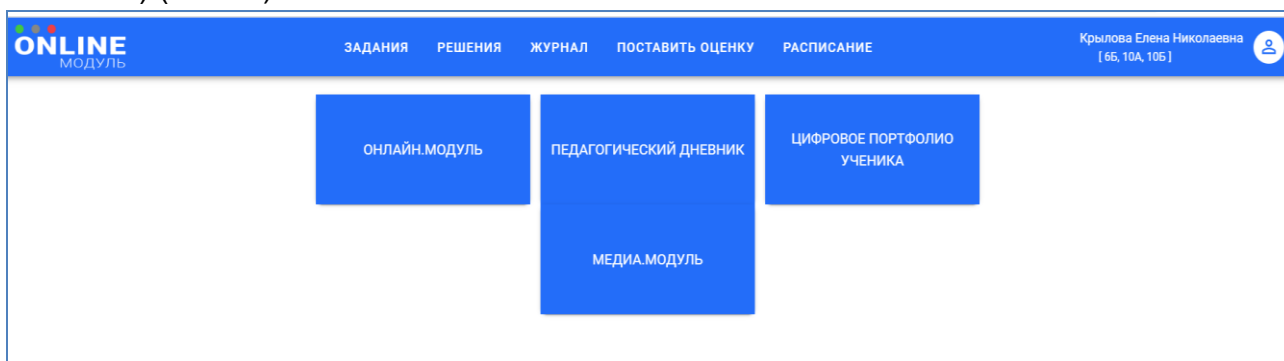 ONLINE
МОДУЛЬ
ЗАДАНИЯ РЕШЕНИЯ ЖУРНАЛ ПОСТАВИТЬ ОЦЕНКУ РАСПИСАНИЕ
Крылова Елена Николаевна
[ 6Б, 10А, 10Б ]
ОНЛАЙН.МОДУЛЬ
ПЕДАГОГИЧЕСКИЙ ДНЕВНИК
ЦИФРОВОЕ ПОРТФОЛИО
УЧЕНИКА
МЕДИА.МОДУЛЬ